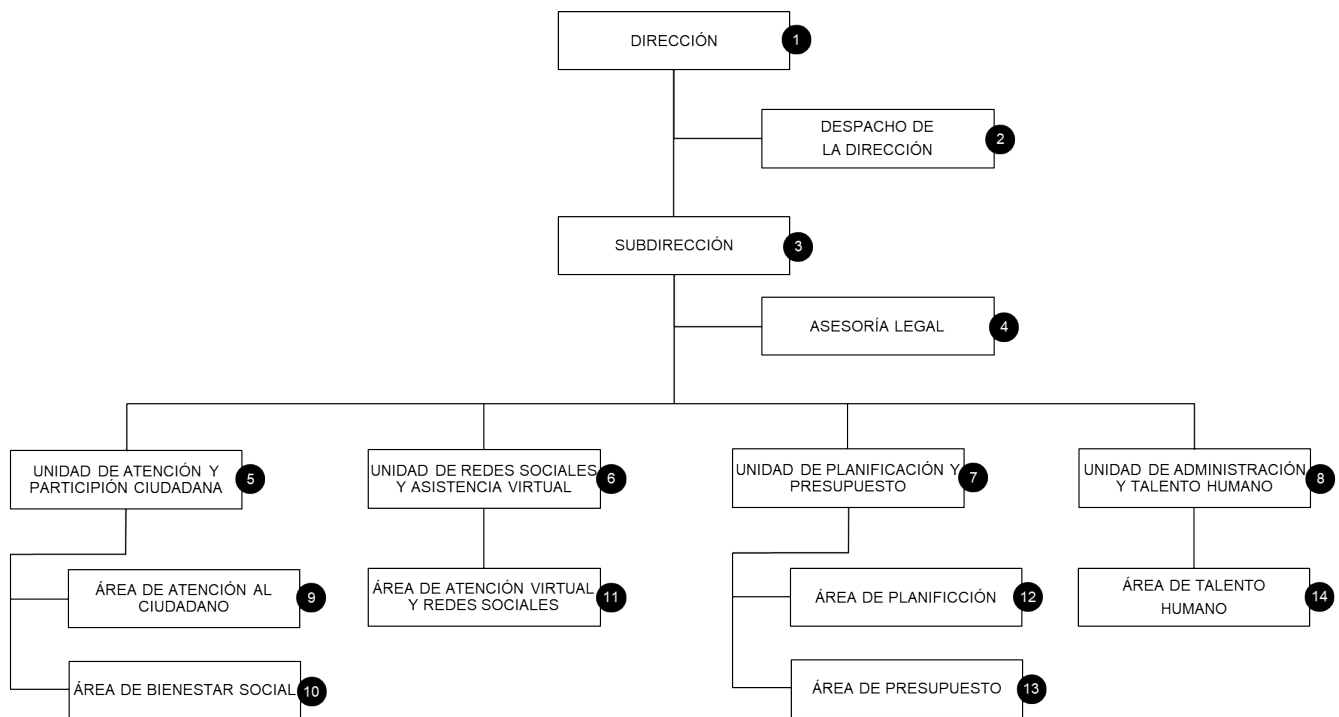 DIRECCIÓN
1
DESPACHO DE
LA DIRECCIÓN
2
SUBDIRECCIÓN
3
ASESORÍA LEGAL
4
UNIDAD DE ATENCIÓN Y
PARTICIPIÓN CIUDADANA
5
UNIDAD DE REDES SOCIALES
Y ASISTENCIA VIRTUAL
6
UNIDAD DE PLANIFICACIÓN Y
PRESUPUESTO
7
UNIDAD DE ADMINISTRACIÓN
Y TALENTO HUMANO
8
ÁREA DE ATENCIÓN AL
CIUDADANO
9
ÁREA DE ATENCIÓN VIRTUAL
Y REDES SOCIALES
11
ÁREA DE PLANIFICCIÓN
12
ÁREA DE TALENTO
HUMANO
14
ÁREA DE BIENESTAR SOCIAL
10
ÁREA DE PRESUPUESTO
13